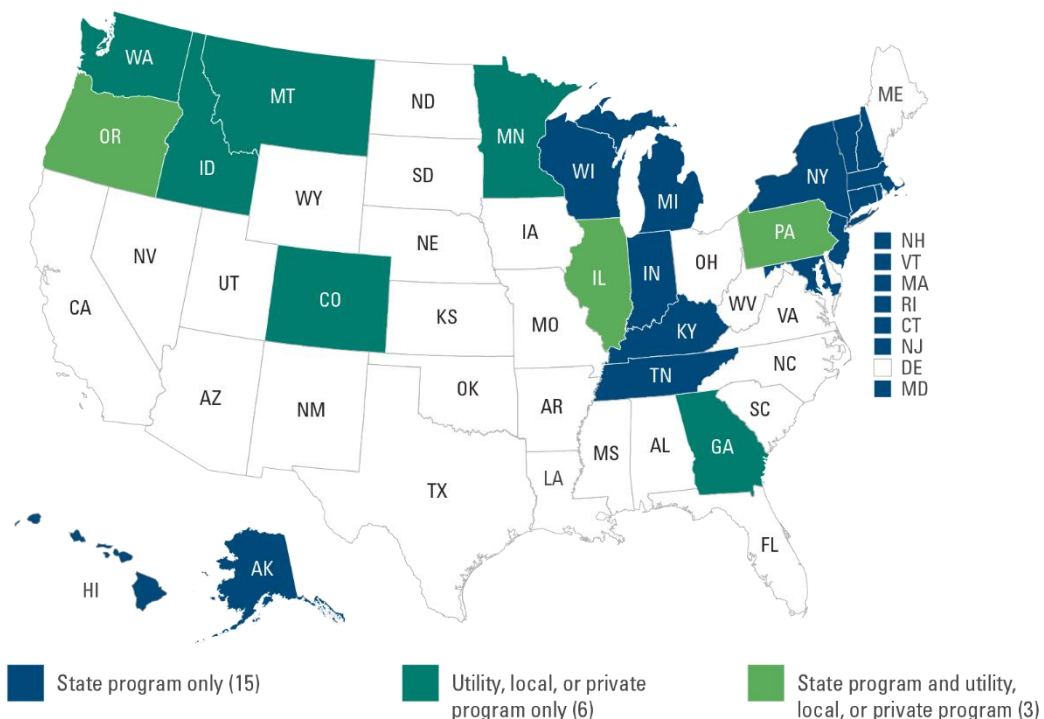 WA
MT
ND
MN
ME
OR
ID
SD
WI
NY
WY
MI
IA
PA
NE
NV
OH
NH
VT
MA
RI
CT
NJ
DE
MD
UT
IL
IN
CO
WV
CA
KS
MO
VA
KY
NC
TN
AZ
OK
NM
AR
SC
MS
AL
GA
TX
LA
FL
AK
HI
State program only (15)
Utility, local, or private
program only (6)
State program and utility,
local, or private program (3)